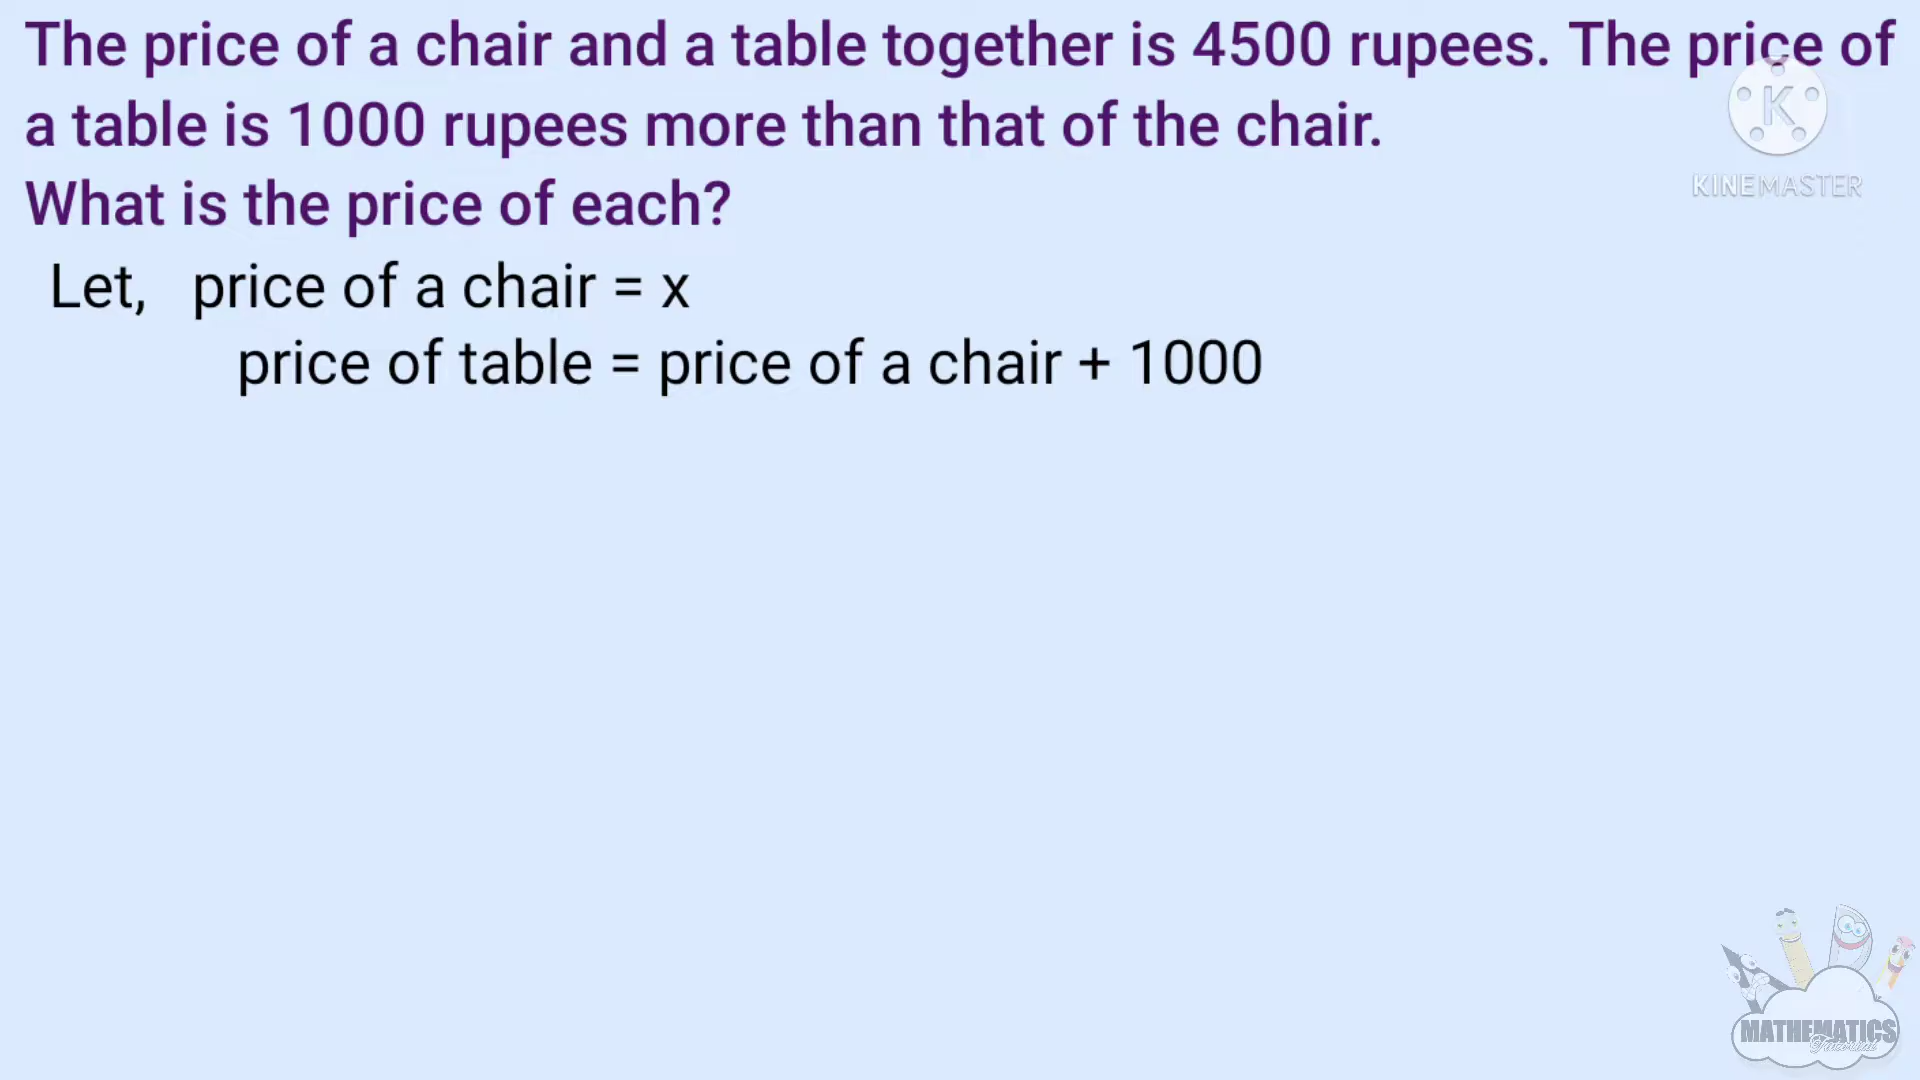 The price of a chair and a table together is 4500 rupees. The price of
a table is 1000 rupees more than that of the chair.
What is the price of each?
Let, price of a chair = x
price of table = price of a chair + 1000
K
KINEMASTER
MATHEMATICS
Tutorial